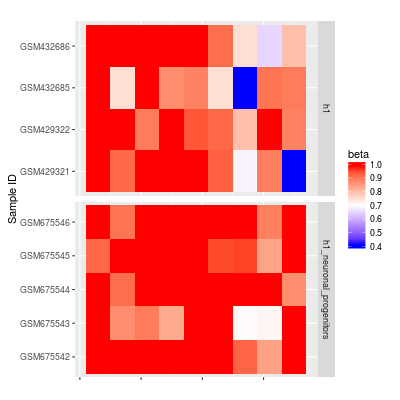 Sample ID
GSM432686
GSM432685
GSM429322
GSM429321
h1
GSM675546
GSM675545
GSM675544
GSM675543
GSM675542
h1_neuronal_progenitors
beta
1.0
0.9
0.8
0.7
0.6
0.5
0.4